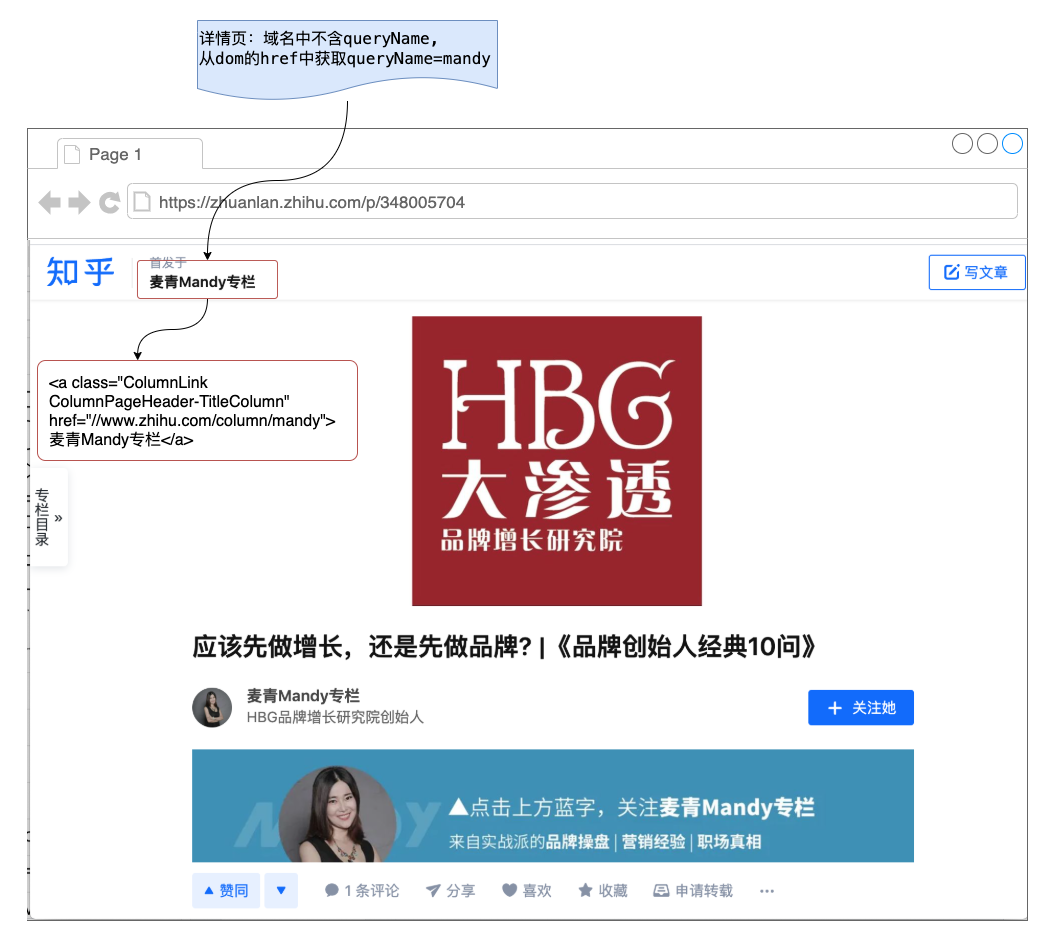 详情页：域名中不含queryName，
从dom的href中获取queryName=mandy
Page 1
https://zhuanlan.zhihu.com/p/348005704
知乎
首发于
麦青Mandy专栏
写文章
<a class="ColumnLink
ColumnPageHeader-TitleColumn"
href="//www.zhihu.com/column/mandy">
麦青Mandy专栏</a>
专栏目录 »
HBG
大渗透
品牌增长研究院
应该先做增长，还是先做品牌? |《品牌创始人经典10问》
麦青Mandy专栏
HBG品牌增长研究院创始人
+ 关注她
▲点击上方蓝字，关注麦青Mandy专栏
来自实战派的品牌操盘 | 营销经验 | 职场真相
▲ 赞同 ▼ 1 条评论 分享 喜欢 收藏 申请转载 ···